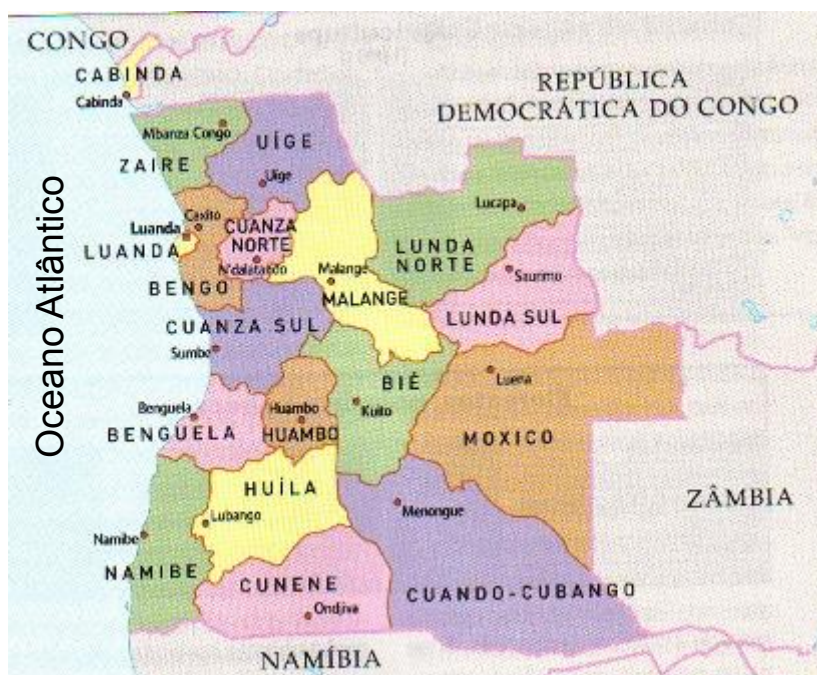 CONGO
CABINDA
Cabinda
REPÚBLICA
DEMOCRÁTICA DO CONGO
Mbanza Congo
UÍGE
ZAIRE
Uíge
Lucapa
Oceano Atlântico
Caxito
Luanda
CUANZA
NORTE
LUANDA
N'dalatando
LUNDA
NORTE
Malange
Saurimo
BENGO
MALANGE
LUNDA SUL
CUANZA SUL
Sumbe
BIÉ
Luena
Benguela
Huambo
Kuito
BENGUELA
HUAMBO
MOXICO
HUÍLA
ZÂMBIA
Menongue
Lubango
Namibe
NAMIBE
CUNENE
CUANDO-CUBANGO
Ondjiva
NAMÍBIA